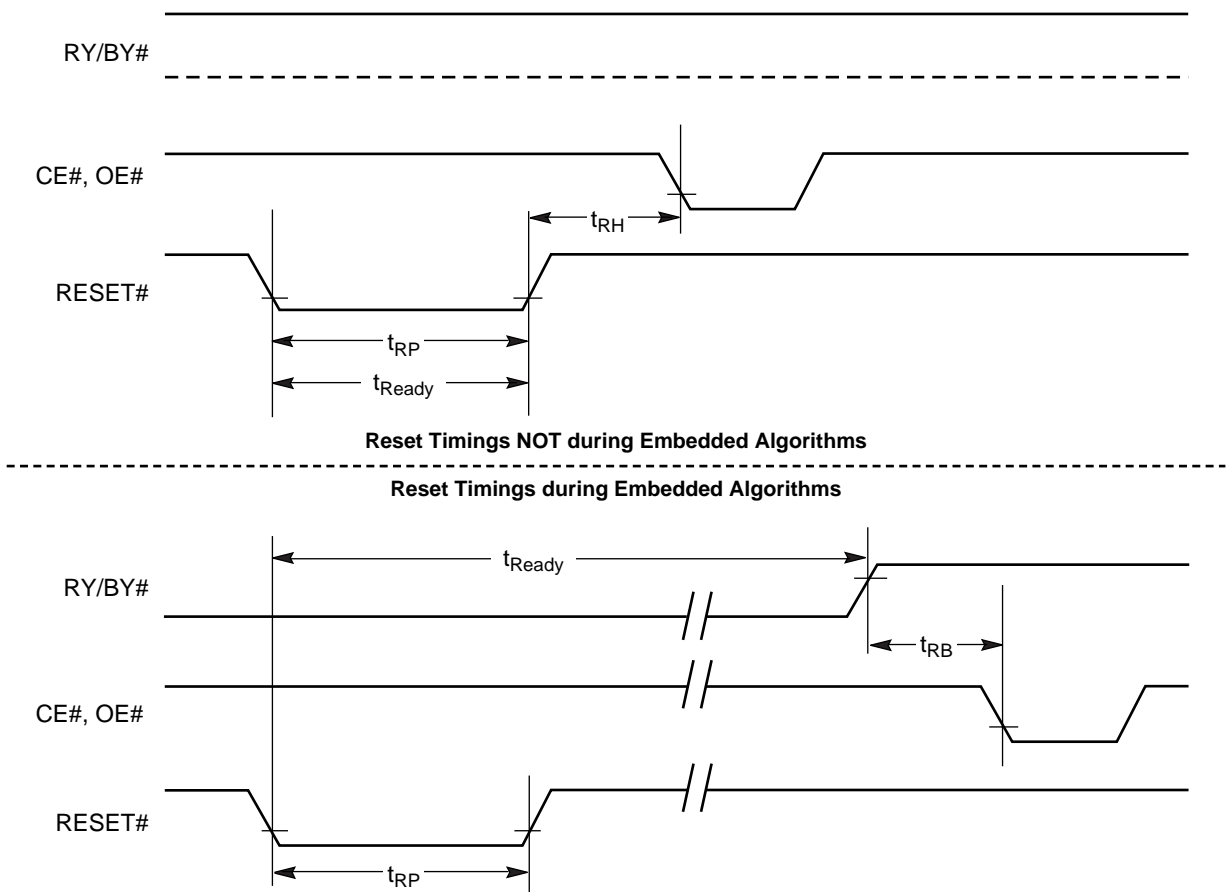 RY/BY#
CE#, OE#
tRH
RESET#
tRP
tReady
Reset Timings NOT during Embedded Algorithms
Reset Timings during Embedded Algorithms
tReady
RY/BY#
tRB
CE#, OE#
RESET#
tRP